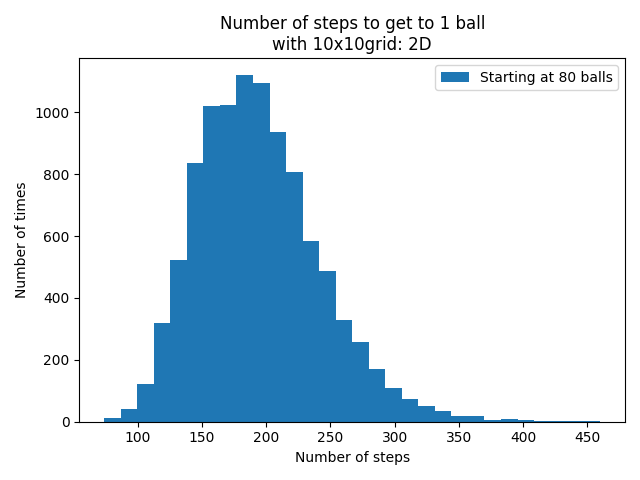 Number of steps to get to 1 ball
with 10x10grid: 2D
Starting at 80 balls
Number of times
1000
800
600
400
200
0
100
150
200
250
300
350
400
450
Number of steps